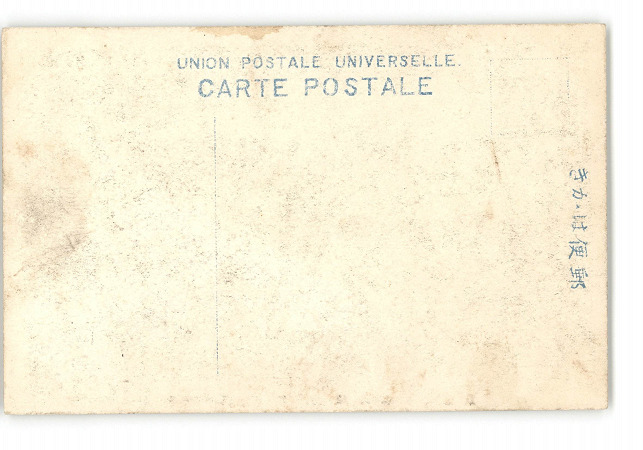 UNION POSTALE UNIVERSELLE.
CARTE POSTALE
郵便はがき